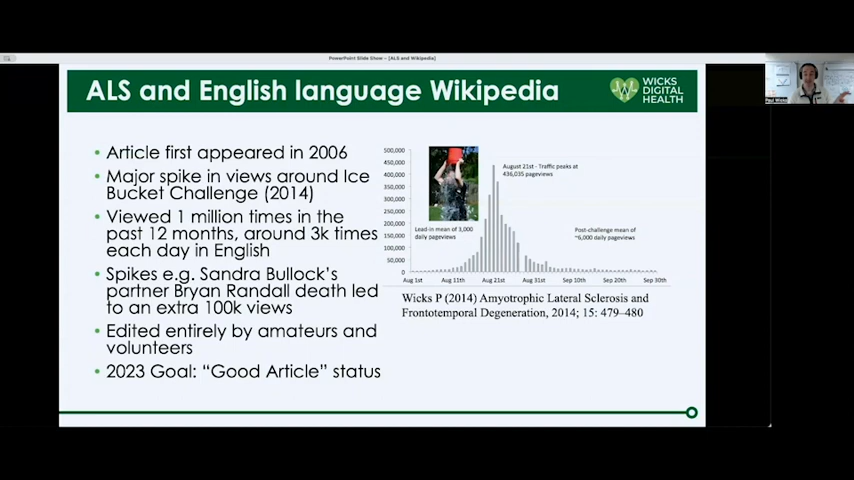 PowerPoint Slide Show - [ALS and Wikipedia]
ALS and English language Wikipedia
WICKS
DIGITAL
HEALTH
• Article first appeared in 2006
• Major spike in views around Ice
Bucket Challenge (2014)
• Viewed 1 million times in the
past 12 months, around 3k times
each day in English
• Spikes e.g. Sandra Bullock's
partner Bryan Randall death led
to an extra 100k views
• Edited entirely by amateurs and
volunteers
• 2023 Goal: “Good Article” status
500,000
450,000
400,000
350,000
300,000
250,000
200,000
150,000
100,000
50,000
0
August 21st - Traffic peaks at
436,035 pageviews
Lead-in mean of 3,000
daily pageviews
Post-challenge mean of
~6,000 daily pageviews
Aug 1st Aug 11th Aug 21st Aug 31st Sep 10th Sep 20th Sep 30th
Wicks P (2014) Amyotrophic Lateral Sclerosis and
Frontotemporal Degeneration, 2014; 15: 479–480
Paul Wicks